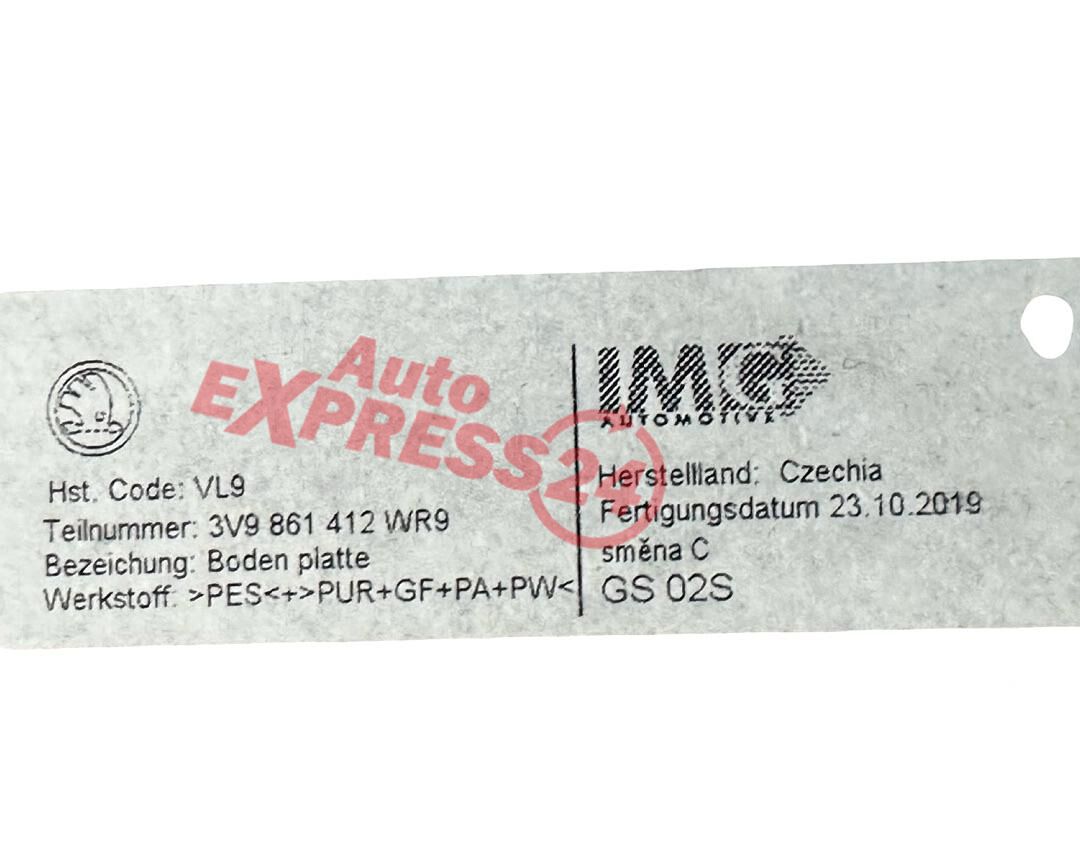 Auto
EXPRESS24
Hst. Code: VL9
Teilnummer: 3V9 861 412 WR9
Bezeichung: Boden platte
Werkstoff: >PES<+>PUR+GF+PA+PW<
IMG
AUTOMOTIVE
Herstellland: Czechia
Fertigungsdatum 23.10.2019
směna C
GS 02S